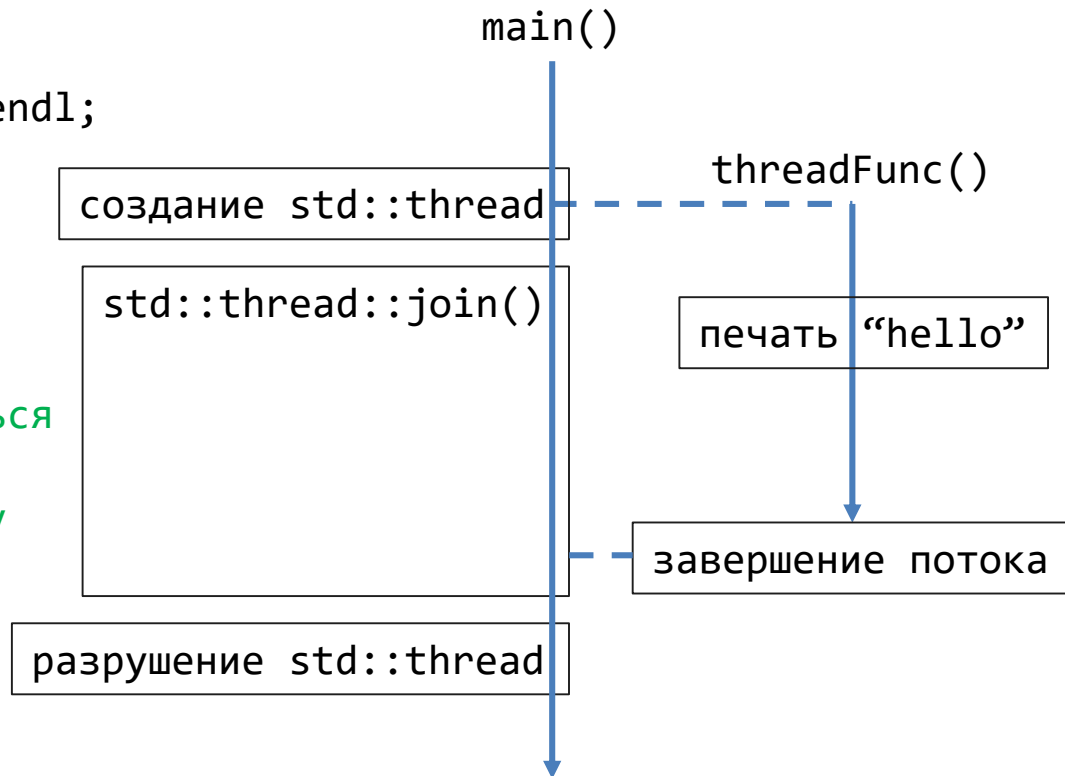 main()
endl;
threadFunc()
создание std::thread
std::thread::join()
печать “hello”
ься
завершение потока
разрушение std::thread